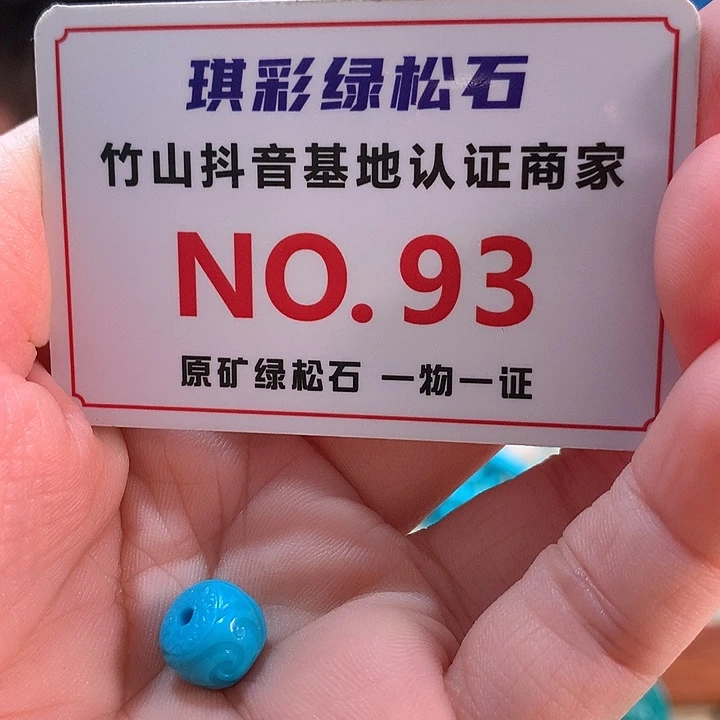 琪彩绿松石
竹山抖音基地认证商家
NO.93
原矿绿松石 一物一证